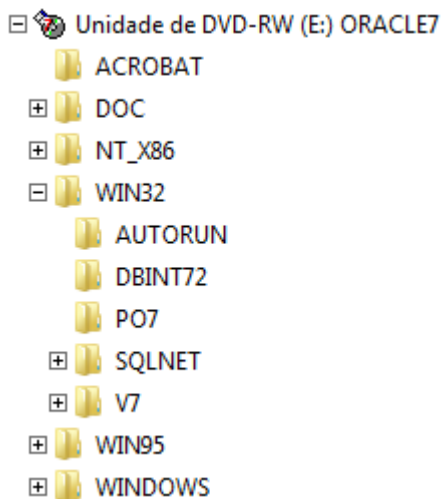 Unidade de DVD-RW (E:) ORACLE7
ACROBAT
DOC
NT_X86
WIN32
AUTORUN
DBINT72
PO7
SQLNET
V7
WIN95
WINDOWS